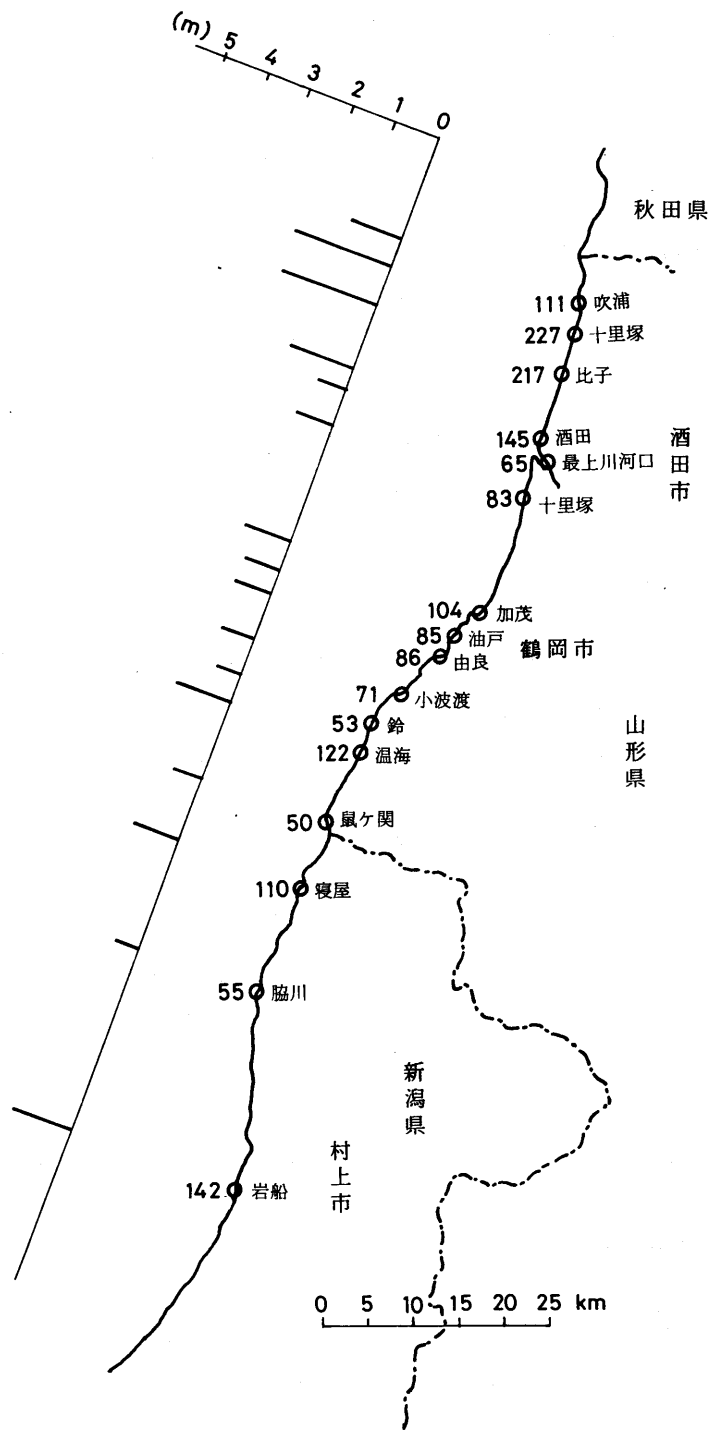 (m) 5 4 3 2 1 0
秋田県
111 吹浦
227 十里塚
217 比子
145 酒田
65 最上川河口
酒田市
83 十里塚
104 加茂
85 油戸
鶴岡市
86 由良
71 小波渡
53 鈴
山形県
122 温海
50 鼠ケ関
110 寝屋
55 脇川
新潟県
村上市
142 岩船
0 5 10 15 20 25 km